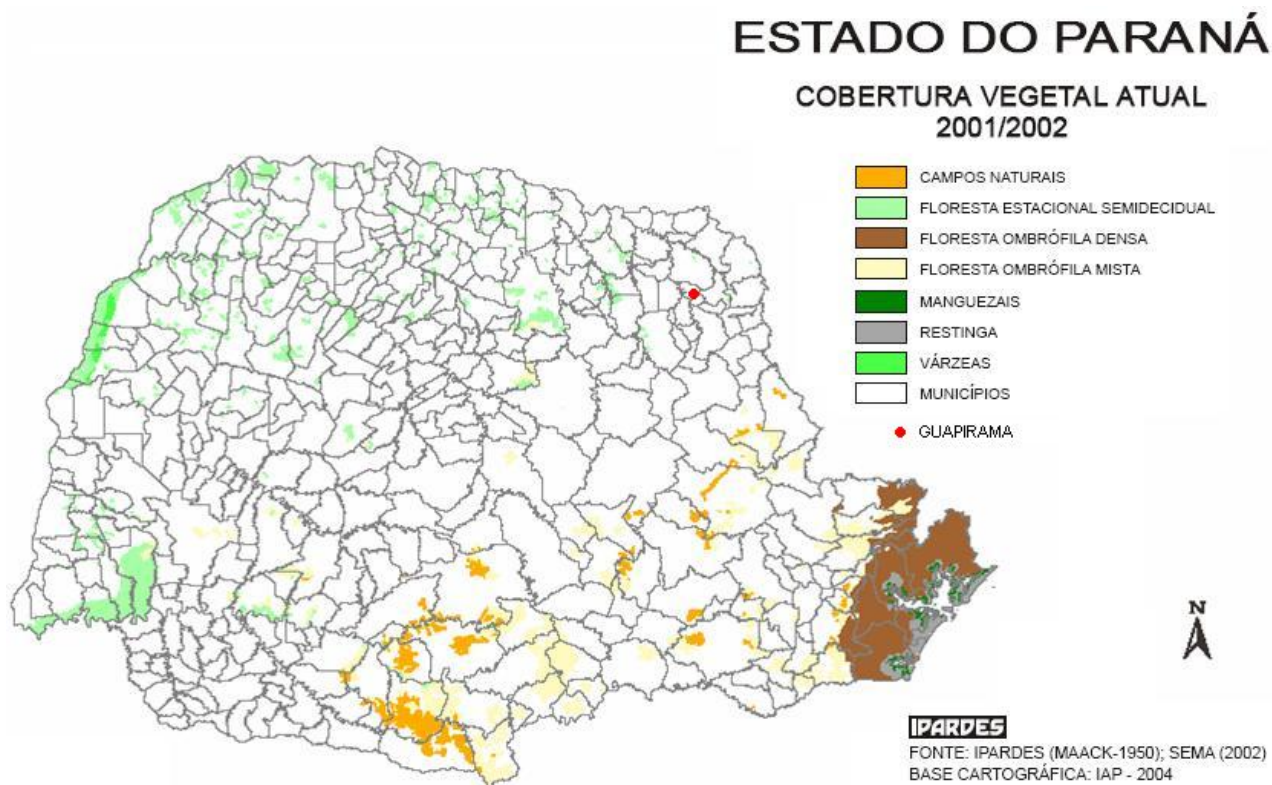 ESTADO DO PARANÁ
COBERTURA VEGETAL ATUAL
2001/2002
CAMPOS NATURAIS
FLORESTA ESTACIONAL SEMIDECIDUAL
FLORESTA OMBRÓFILA DENSA
FLORESTA OMBRÓFILA MISTA
MANGUEZAIS
RESTINGA
VÁRZEAS
MUNICÍPIOS
GUAPIRAMA
N
IPARDES
FONTE: IPARDES (MAACK-1950); SEMA (2002)
BASE CARTOGRÁFICA: IAP - 2004